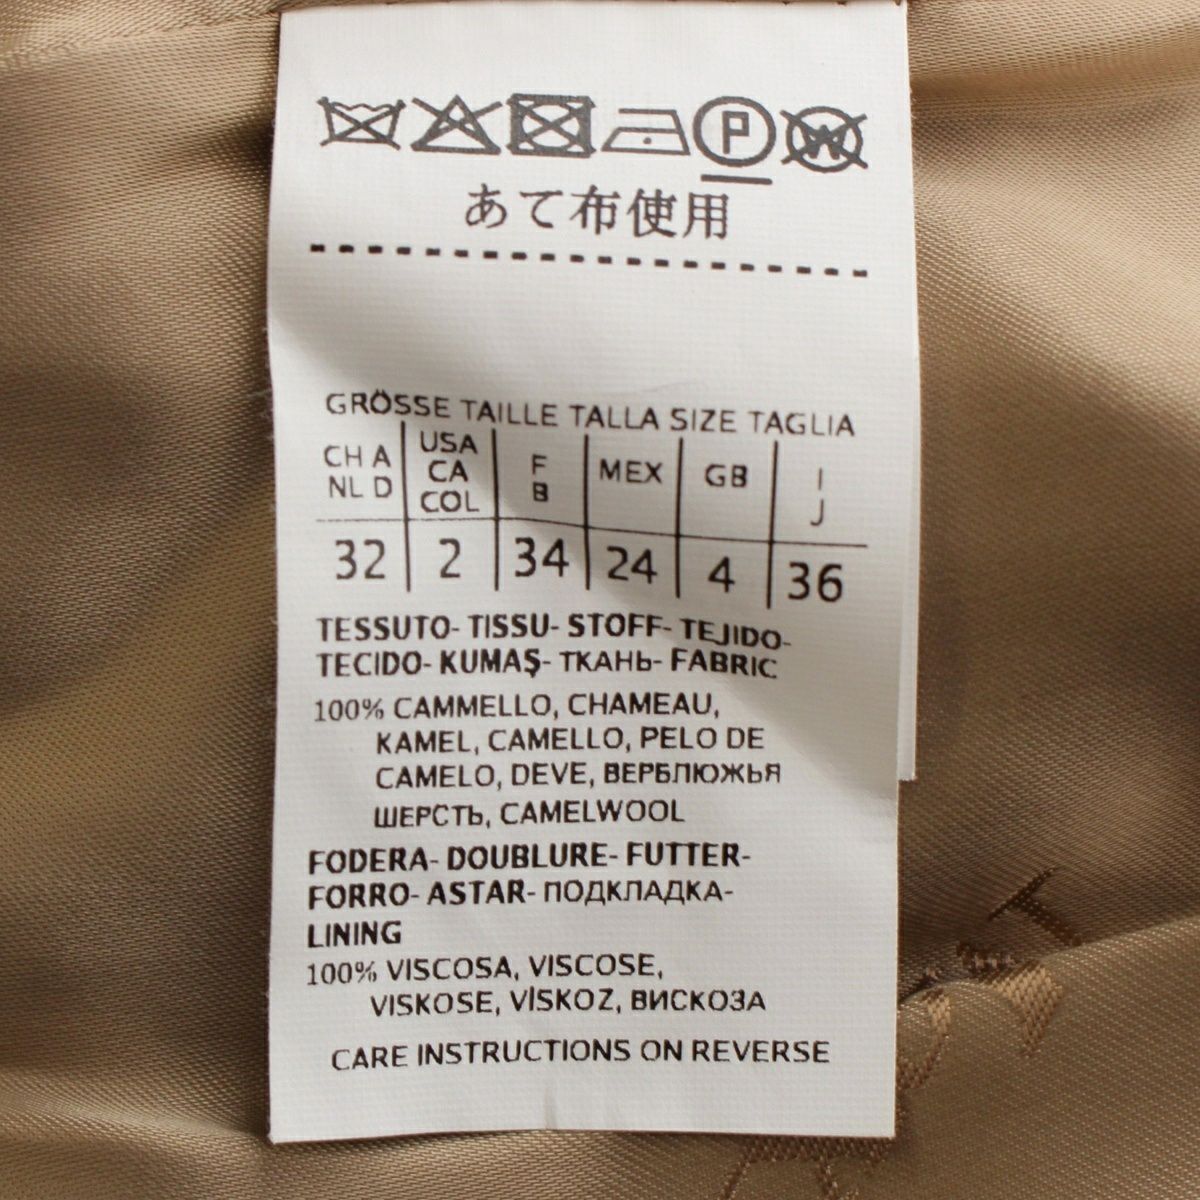 P W
あて布使用
GRÖSSE TAILLE TALLA SIZE TAGLIA
CH A NL D | USA CA COL | F B | MEX | GB | I J
32 | 2 | 34 | 24 | 4 | 36
TESSUTO- TISSU- STOFF- TEJIDO-
TECIDO- KUMAŞ- ТКАНЬ- FABRIC
100% CAMMELLO, CHAMEAU,
KAMEL, CAMELLO, PELO DE
CAMELO, DEVE, ВЕРБЛЮЖЬЯ
ШЕРСТЬ, CAMELWOOL
FODERA- DOUBLURE- FUTTER-
FORRO- ASTAR- ПОДКЛАДКА-
LINING
100% VISCOSA, VISCOSE,
VISKOSE, VİSKOZ, ВИСКОЗА
CARE INSTRUCTIONS ON REVERSE